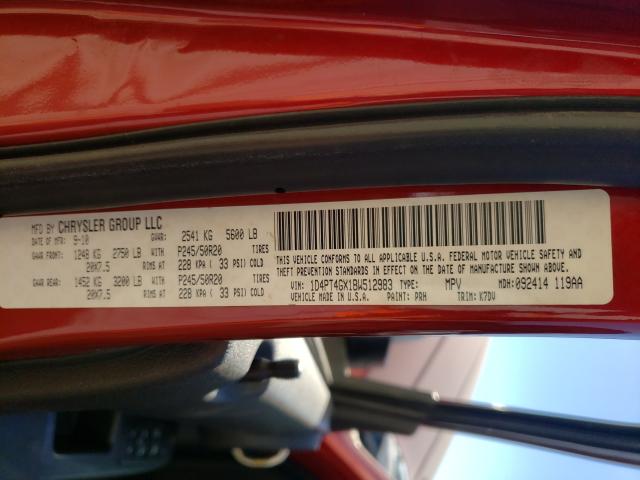 MFD BY CHRYSLER GROUP LLC
DATE OF MFR: 9-10 GVWR: 2541 KG 5600 LB
GAWR FRONT: 1248 KG 2750 LB WITH P245/50R20 TIRES
20X7.5 RIMS AT 228 KPA ( 33 PSI) COLD
GAWR REAR: 1452 KG 3200 LB WITH P245/50R20 TIRES
20X7.5 RIMS AT 228 KPA ( 33 PSI) COLD
THIS VEHICLE CONFORMS TO ALL APPLICABLE U.S.A. FEDERAL MOTOR VEHICLE SAFETY AND
THEFT PREVENTION STANDARDS IN EFFECT ON THE DATE OF MANUFACTURE SHOWN ABOVE.
VIN: 1D4PT4GX1BW512983 TYPE: MPV MDH: 092414 119AA
MADE IN U.S.A. PAINT: PRH TRIM: K7DV